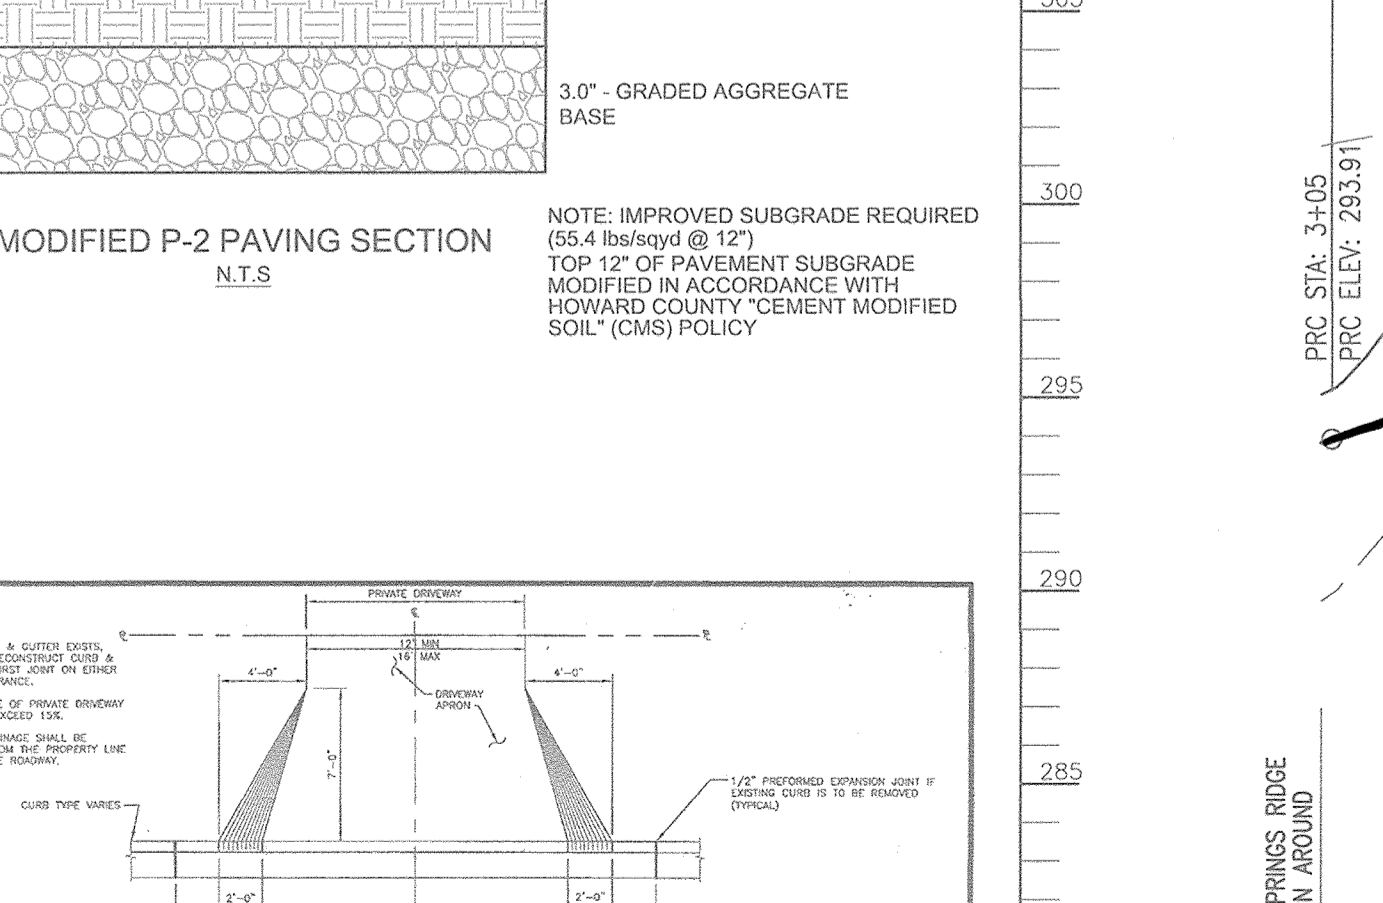 3.0" - GRADED AGGREGATE
BASE
MODIFIED P-2 PAVING SECTION
N.T.S
NOTE: IMPROVED SUBGRADE REQUIRED
(55.4 lbs/sqyd @ 12")
TOP 12" OF PAVEMENT SUBGRADE
MODIFIED IN ACCORDANCE WITH
HOWARD COUNTY "CEMENT MODIFIED
SOIL" (CMS) POLICY
300
295
290
285
PRC STA: 3+05
PRC ELEV: 293.91
PRIVATE DRIVEWAY
12' MIN
16' MAX
4'-0"
4'-0"
DRIVEWAY
APRON
7'-0"
& GUTTER EXISTS,
ECONSTRUCT CURB &
IRST JOINT ON EITHER
RANCE.
E OF PRIVATE DRIVEWAY
XCEED 15%.
INAGE SHALL BE
OM THE PROPERTY LINE
E ROADWAY.
CURB TYPE VARIES
1/2" PREFORMED EXPANSION JOINT IF
EXISTING CURB IS TO BE REMOVED
(TYPICAL)
2'-0"
2'-0"
PRINGS RIDGE
N AROUND